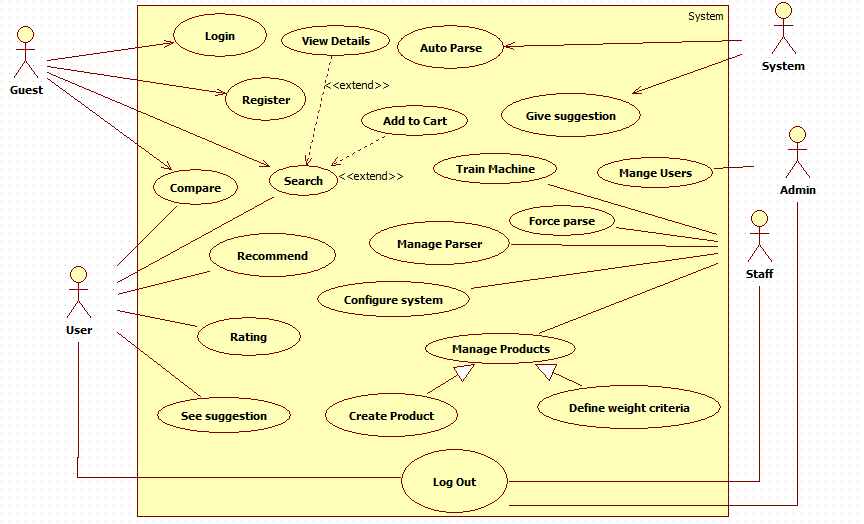 System
Login
View Details
Auto Parse
System
Guest
<<extend>>
Register
Add to Cart
Give suggestion
Train Machine
Mange Users
Search
<<extend>>
Compare
Admin
Force parse
Manage Parser
Recommend
Staff
Configure system
User
Rating
Manage Products
See suggestion
Create Product
Define weight criteria
Log Out